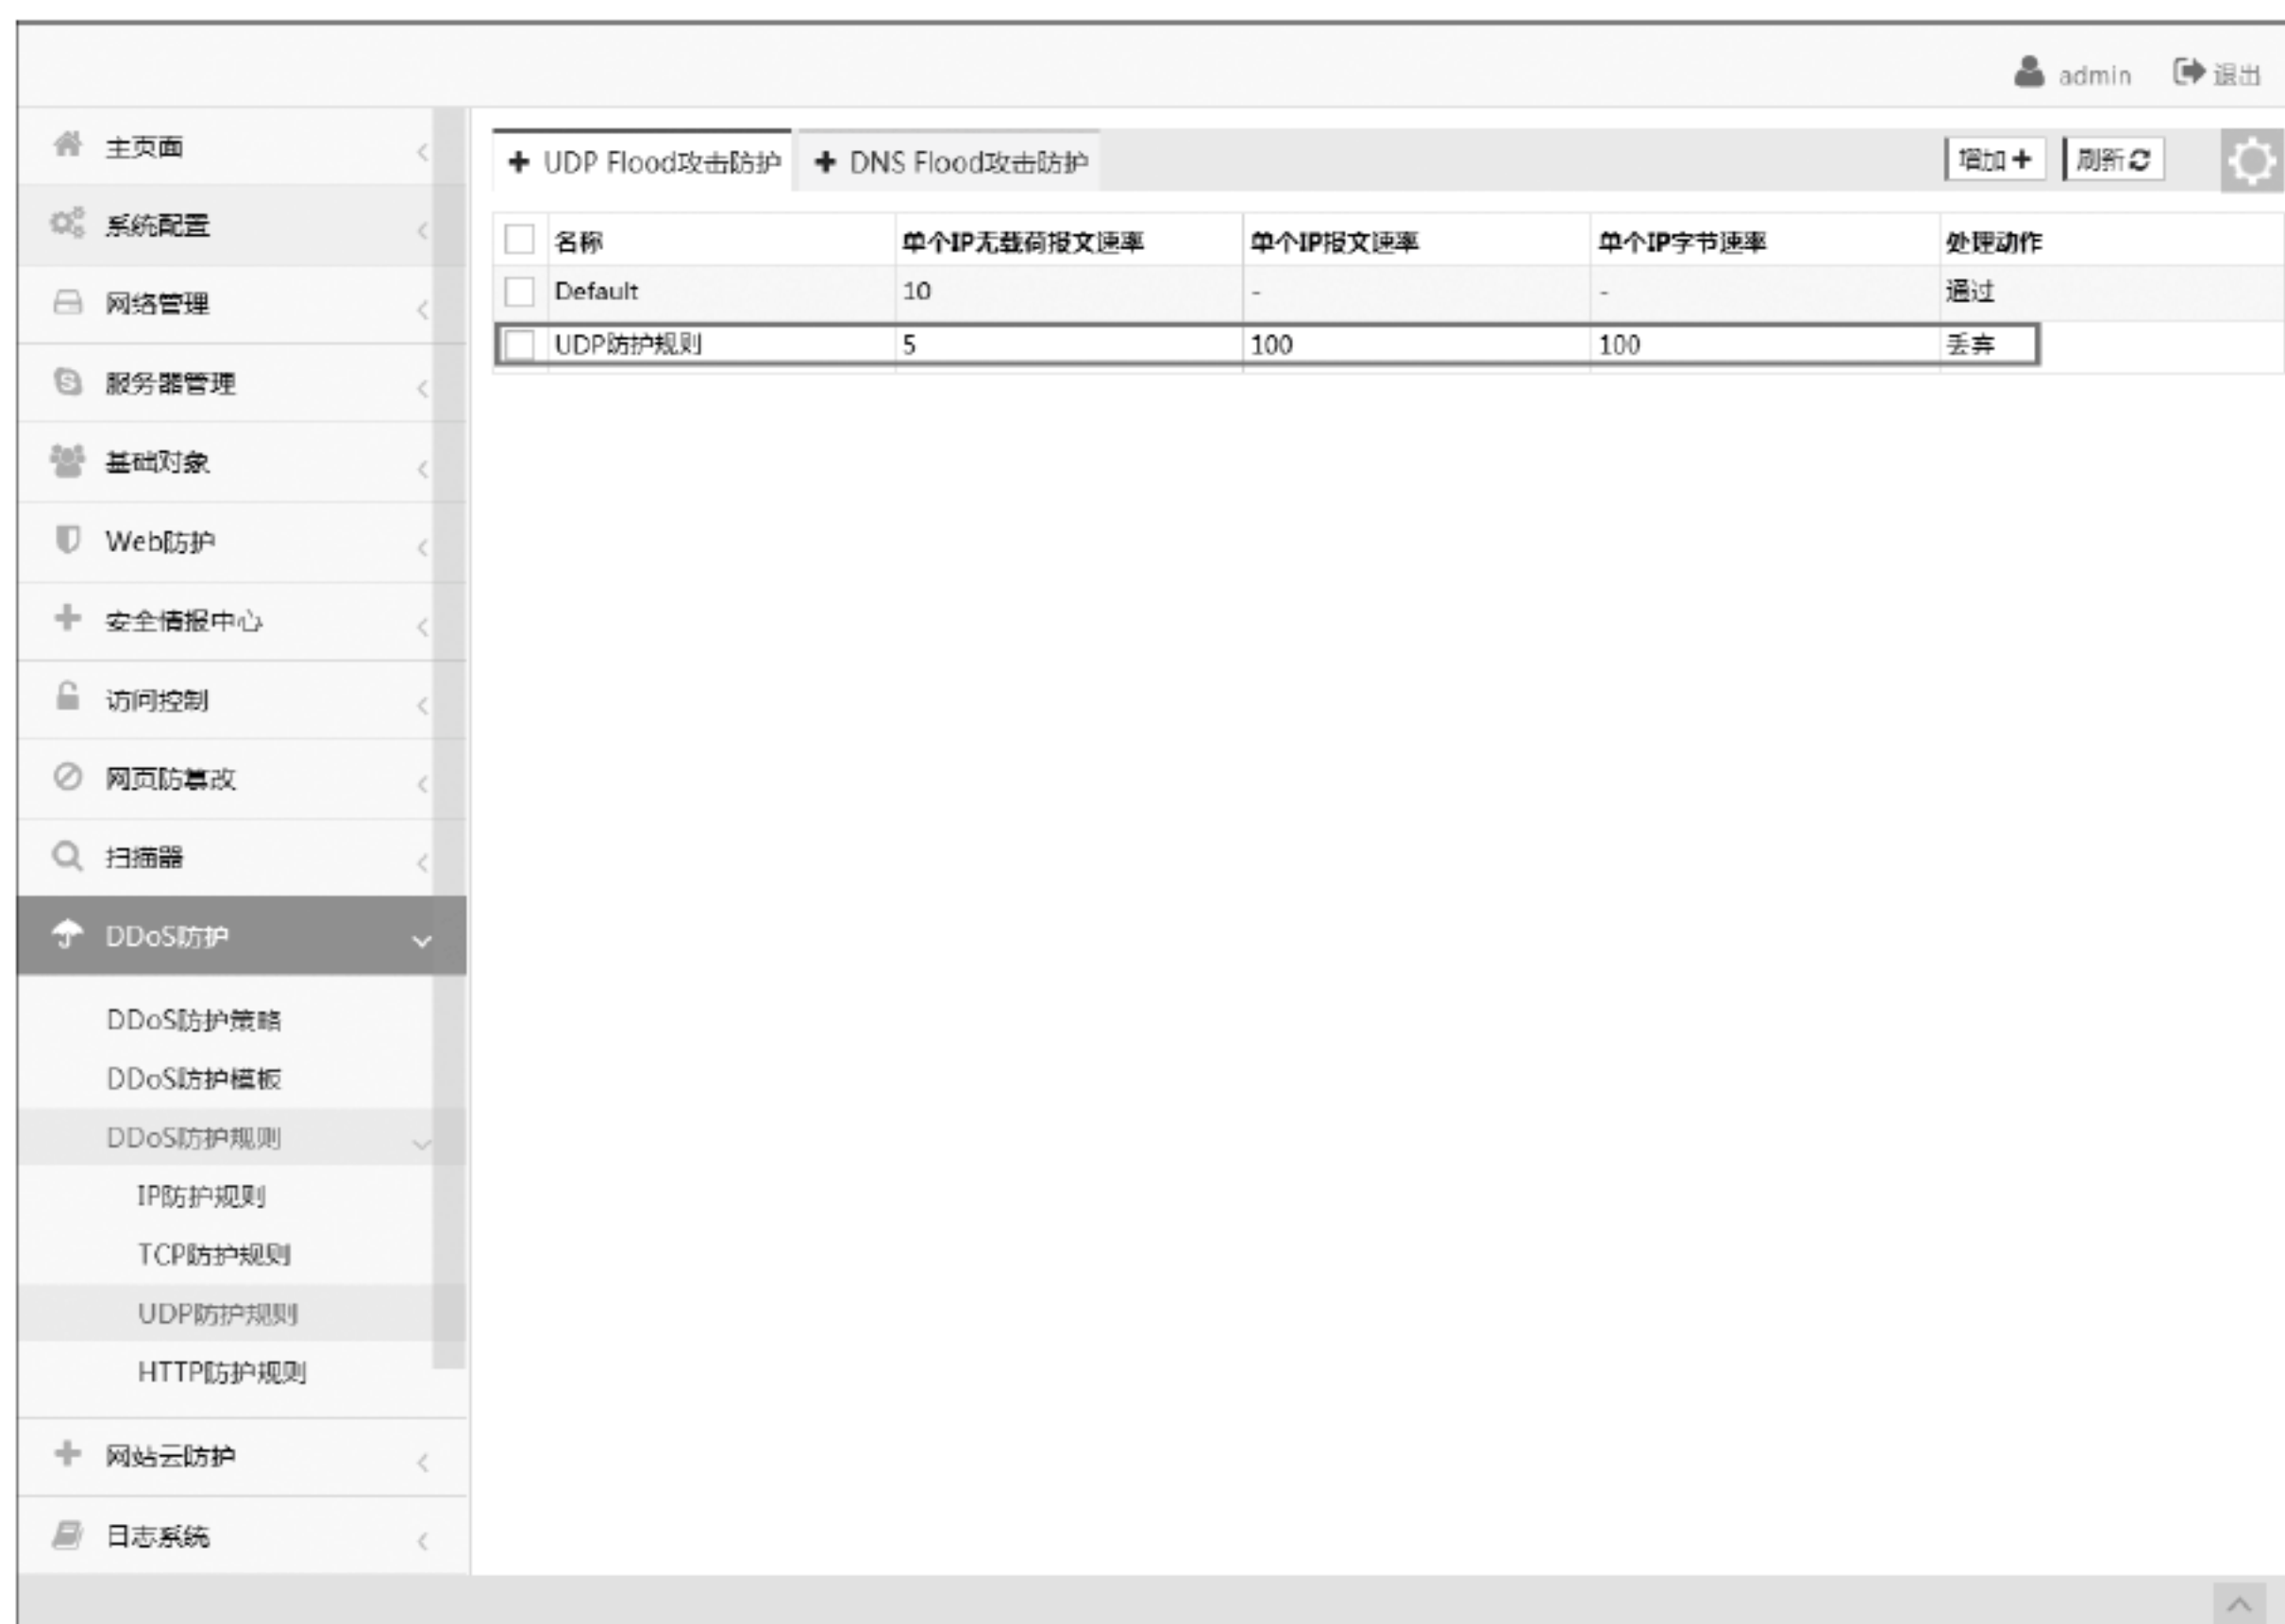 admin 退出
主页面
系统配置
网络管理
服务器管理
基础对象
Web防护
安全情报中心
访问控制
网页防篡改
扫描器
DDoS防护
DDoS防护策略
DDoS防护模板
DDoS防护规则
IP防护规则
TCP防护规则
UDP防护规则
HTTP防护规则
网站云防护
日志系统
UDP Flood攻击防护 DNS Flood攻击防护 增加 刷新
名称 单个IP无载荷报文速率 单个IP报文速率 单个IP字节速率 处理动作
Default 10 - - 通过
UDP防护规则 5 100 100 丢弃